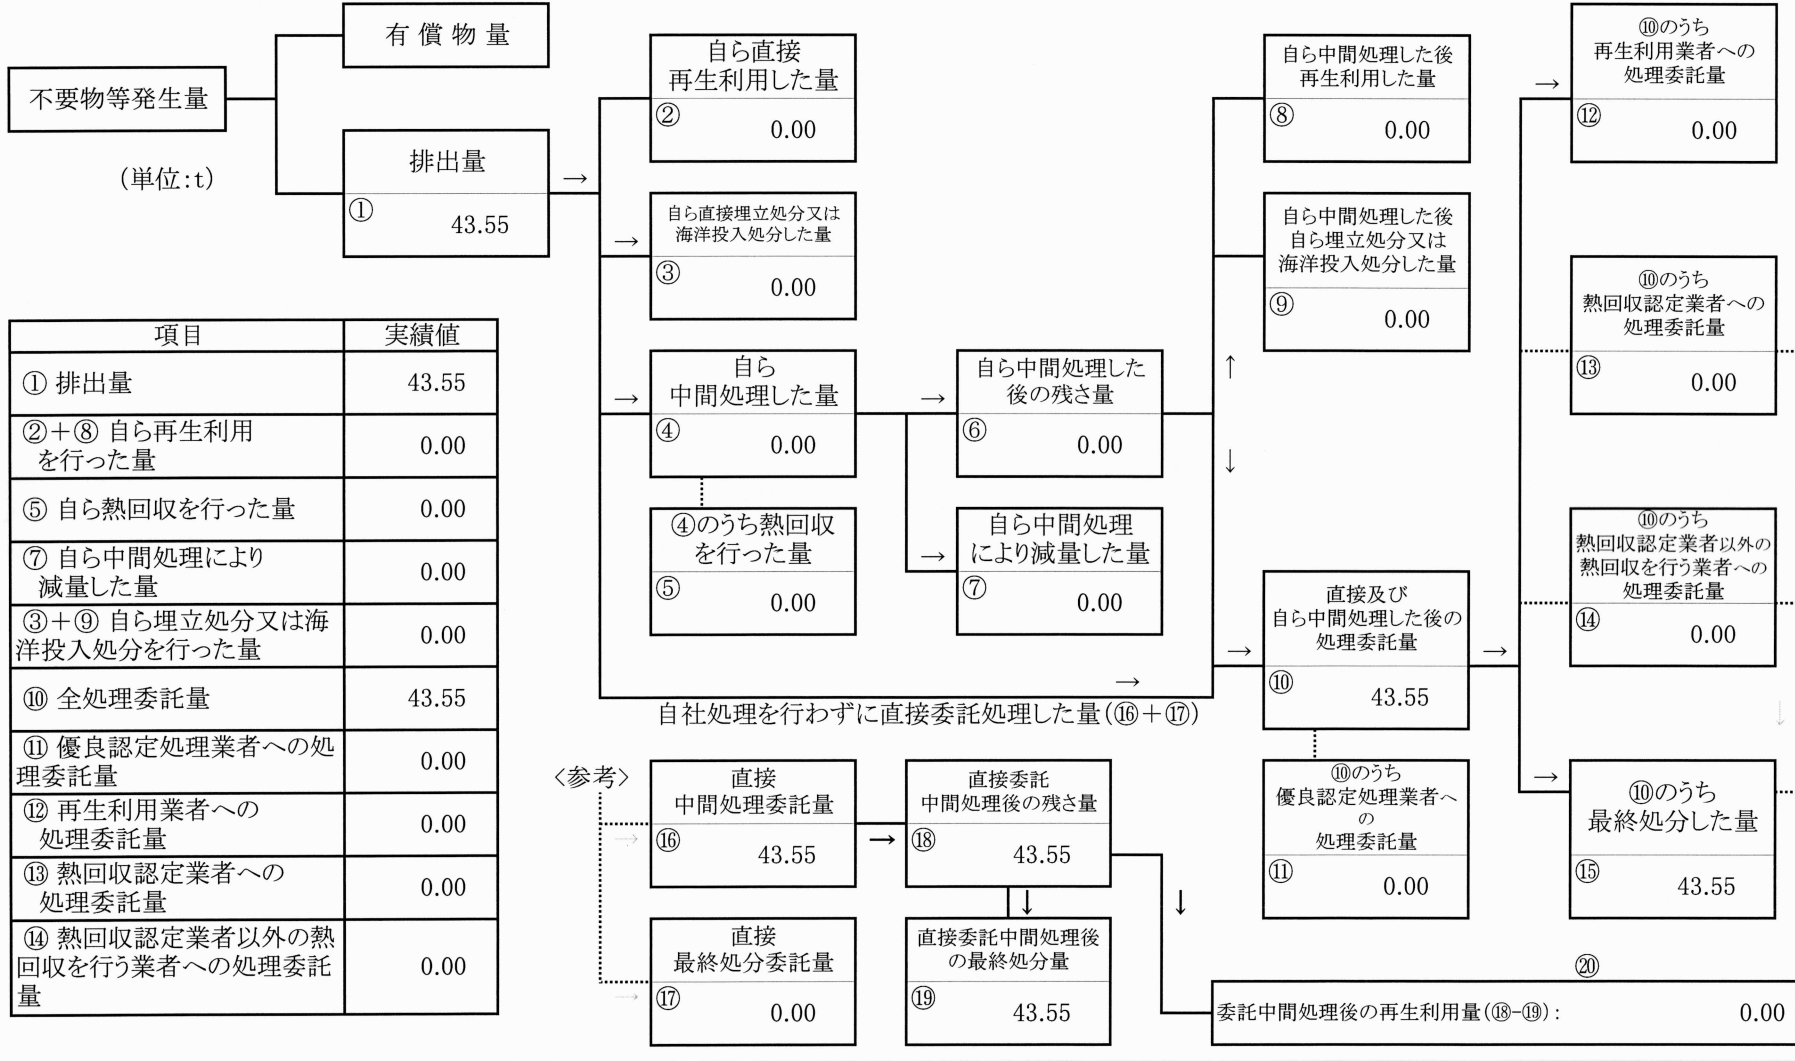 有償物量
不要物等発生量
(単位:t)
排出量
①
43.55
→
自ら直接
再生利用した量
②
0.00
→
自ら直接埋立処分又は
海洋投入処分した量
③
0.00
→
自ら
中間処理した量
④
0.00
④のうち熱回収
を行った量
⑤
0.00
→
自ら中間処理した
後の残さ量
⑥
0.00
→
自ら中間処理
により減量した量
⑦
0.00
自ら中間処理した後
再生利用した量
⑧
0.00
自ら中間処理した後
自ら埋立処分又は
海洋投入処分した量
⑨
0.00
↑
↓
→
自社処理を行わずに直接委託処理した量(⑯+⑰)
→
直接及び
自ら中間処理した後の
処理委託量
⑩
43.55
→
⑩のうち
優良認定処理業者へ
の
処理委託量
⑪
0.00
→
⑩のうち
再生利用業者への
処理委託量
⑫
0.00
⑩のうち
熱回収認定業者への
処理委託量
⑬
0.00
⑩のうち
熱回収認定業者以外の
熱回収を行う業者への
処理委託量
⑭
0.00
↓
→
⑩のうち
最終処分した量
⑮
43.55
項目 実績値
① 排出量 43.55
②+⑧ 自ら再生利用
を行った量
0.00
⑤ 自ら熱回収を行った量 0.00
⑦ 自ら中間処理により
減量した量
0.00
③+⑨ 自ら埋立処分又は海
洋投入処分を行った量
0.00
⑩ 全処理委託量 43.55
⑪ 優良認定処理業者への処
理委託量
0.00
⑫ 再生利用業者への
処理委託量
0.00
⑬ 熱回収認定業者への
処理委託量
0.00
⑭ 熱回収認定業者以外の熱
回収を行う業者への処理委託
量
0.00
<参考>
→
直接
中間処理委託量
⑯
43.55
→
直接委託
中間処理後の残さ量
⑱
43.55
↓
↓
→
直接
最終処分委託量
⑰
0.00
直接委託中間処理後
の最終処分量
⑲
43.55
⑳
委託中間処理後の再生利用量(⑱-⑲): 0.00